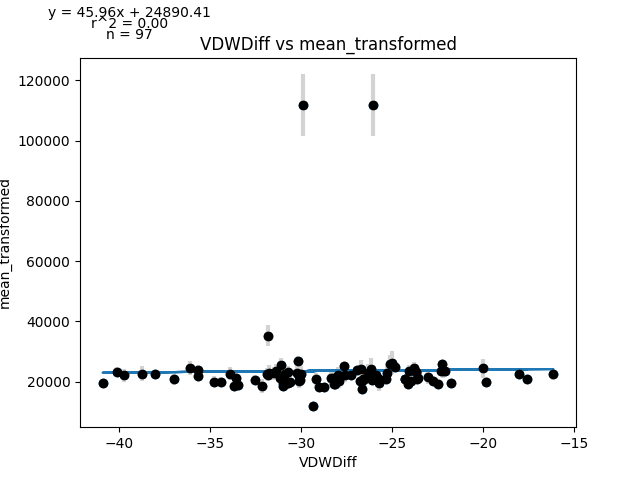 y = 45.96x + 24890.41
r^2 = 0.00
n = 97
VDWDiff vs mean_transformed
120000
100000
80000
60000
40000
20000
mean_transformed
−40
−35
−30
−25
−20
−15
VDWDiff